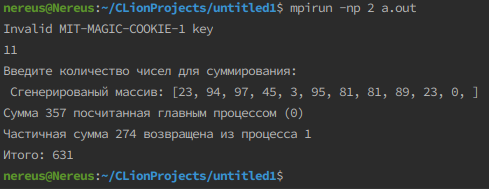 nereus@Nereus:~/CLionProjects/untitled1$ mpirun -np 2 a.out
Invalid MIT-MAGIC-COOKIE-1 key
11
Введите количество чисел для суммирования:
 Сгенерированый массив: [23, 94, 97, 45, 3, 95, 81, 81, 89, 23, 0, ]
Сумма 357 посчитанная главным процессом (0)
Частичная сумма 274 возвращена из процесса 1
Итого: 631
nereus@Nereus:~/CLionProjects/untitled1$